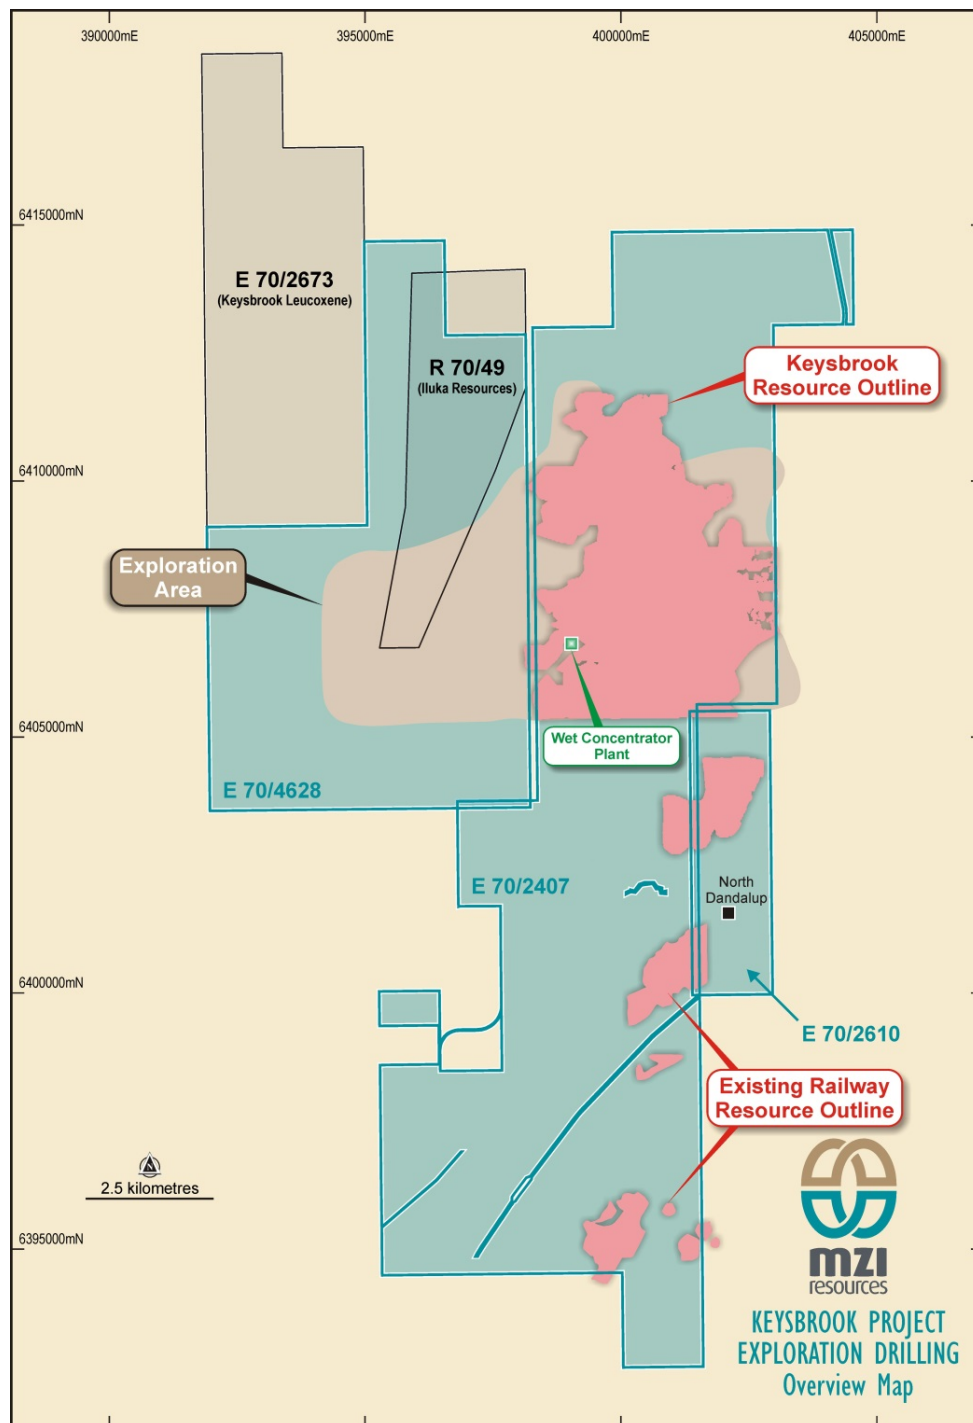 390000mE
395000mE
400000mE
405000mE
6415000mN
E 70/2673
(Keysbrook Leucoxene)
R 70/49
(Iluka Resources)
Keysbrook
Resource Outline
6410000mN
Exploration
Area
Wet Concentrator
Plant
6405000mN
E 70/4628
E 70/2407
North
Dandalup
6400000mN
E 70/2610
Existing Railway
Resource Outline
N
2.5 kilometres
6395000mN
mzi
resources
KEYSBROOK PROJECT
EXPLORATION DRILLING
Overview Map